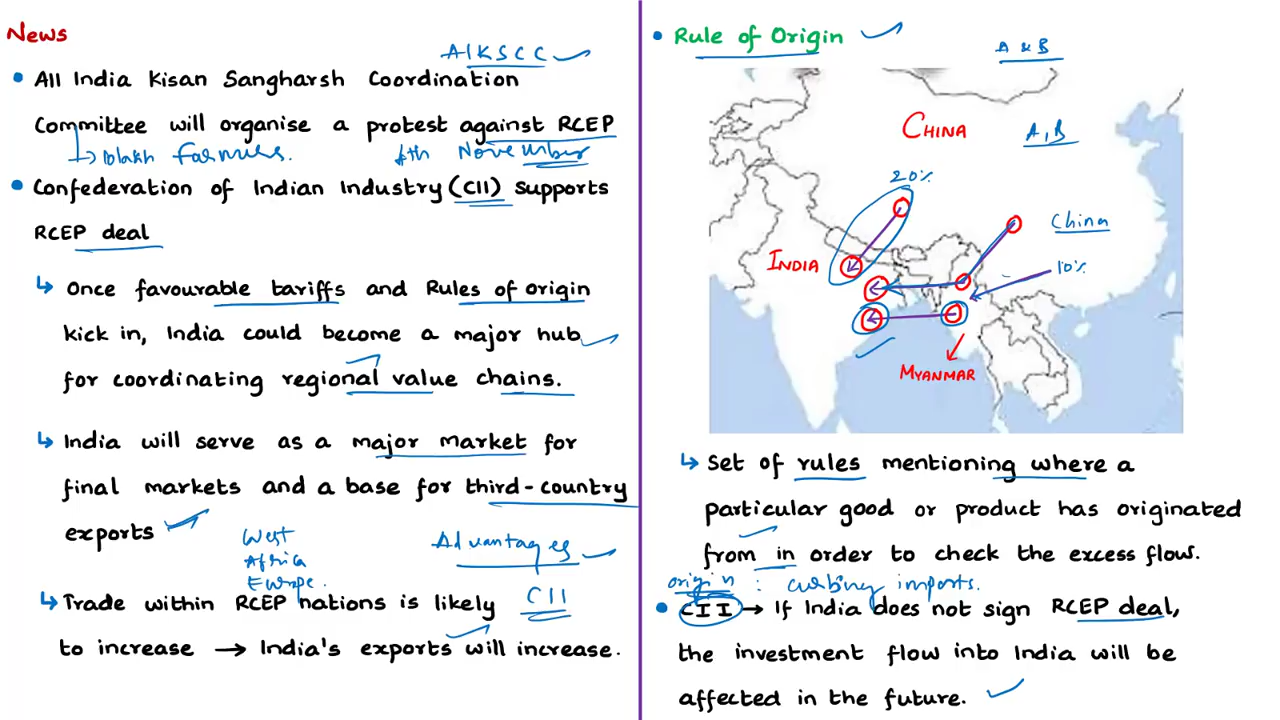 News
AIKSCC
All India Kisan Sangharsh Coordination
Committee will organise a protest against RCEP
lakh farmers. 4th November
Confederation of Indian Industry (CII) supports
RCEP deal
Once favourable tariffs and Rules of origin
kick in, India could become a major hub
for coordinating regional value chains.
India will serve as a major market for
final markets and a base for third-country
exports
West
Africa
Europe.
Advantages
Trade within RCEP nations is likely
CII
to increase → India's exports will increase.
Rule of Origin
A & B
CHINA
A, B
20%
China
INDIA
10%
MYANMAR
Set of rules mentioning where a
particular good or product has originated
from in order to check the excess flow.
origin : curbing imports.
CII → If India does not sign RCEP deal,
the investment flow into India will be
affected in the future.